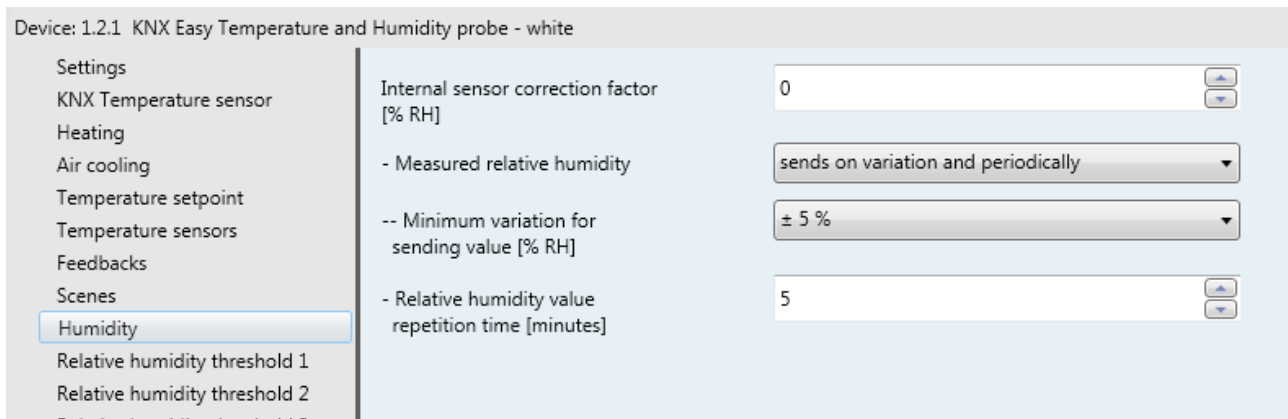 Device: 1.2.1  KNX Easy Temperature and Humidity probe - white
Settings
KNX Temperature sensor
Heating
Air cooling
Temperature setpoint
Temperature sensors
Feedbacks
Scenes
Humidity
Relative humidity threshold 1
Relative humidity threshold 2
Internal sensor correction factor
[% RH]
0
- Measured relative humidity
sends on variation and periodically
-- Minimum variation for
sending value [% RH]
± 5 %
- Relative humidity value
repetition time [minutes]
5